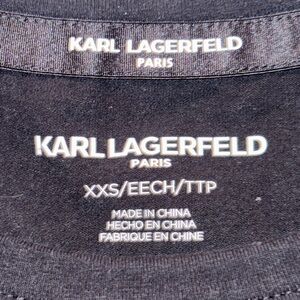 KARL LAGERFELD
PARIS
KARL LAGERFELD
PARIS
XXS/EECH/TTP
MADE IN CHINA
HECHO EN CHINA
FABRIQUE EN CHINE